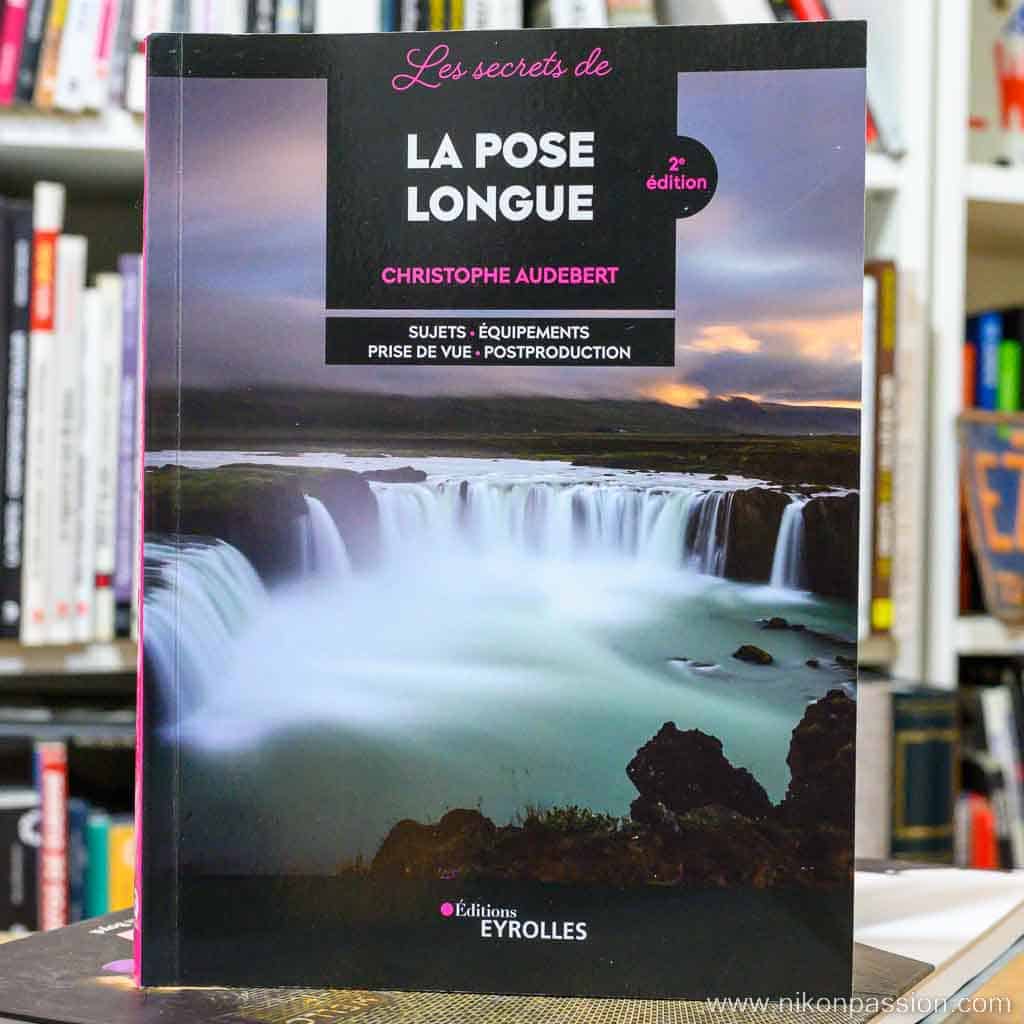 Les secrets de
LA POSE
LONGUE
2e
édition
CHRISTOPHE AUDEBERT
SUJETS • ÉQUIPEMENTS
PRISE DE VUE • POSTPRODUCTION
Éditions
EYROLLES
www.nikonpassion.com